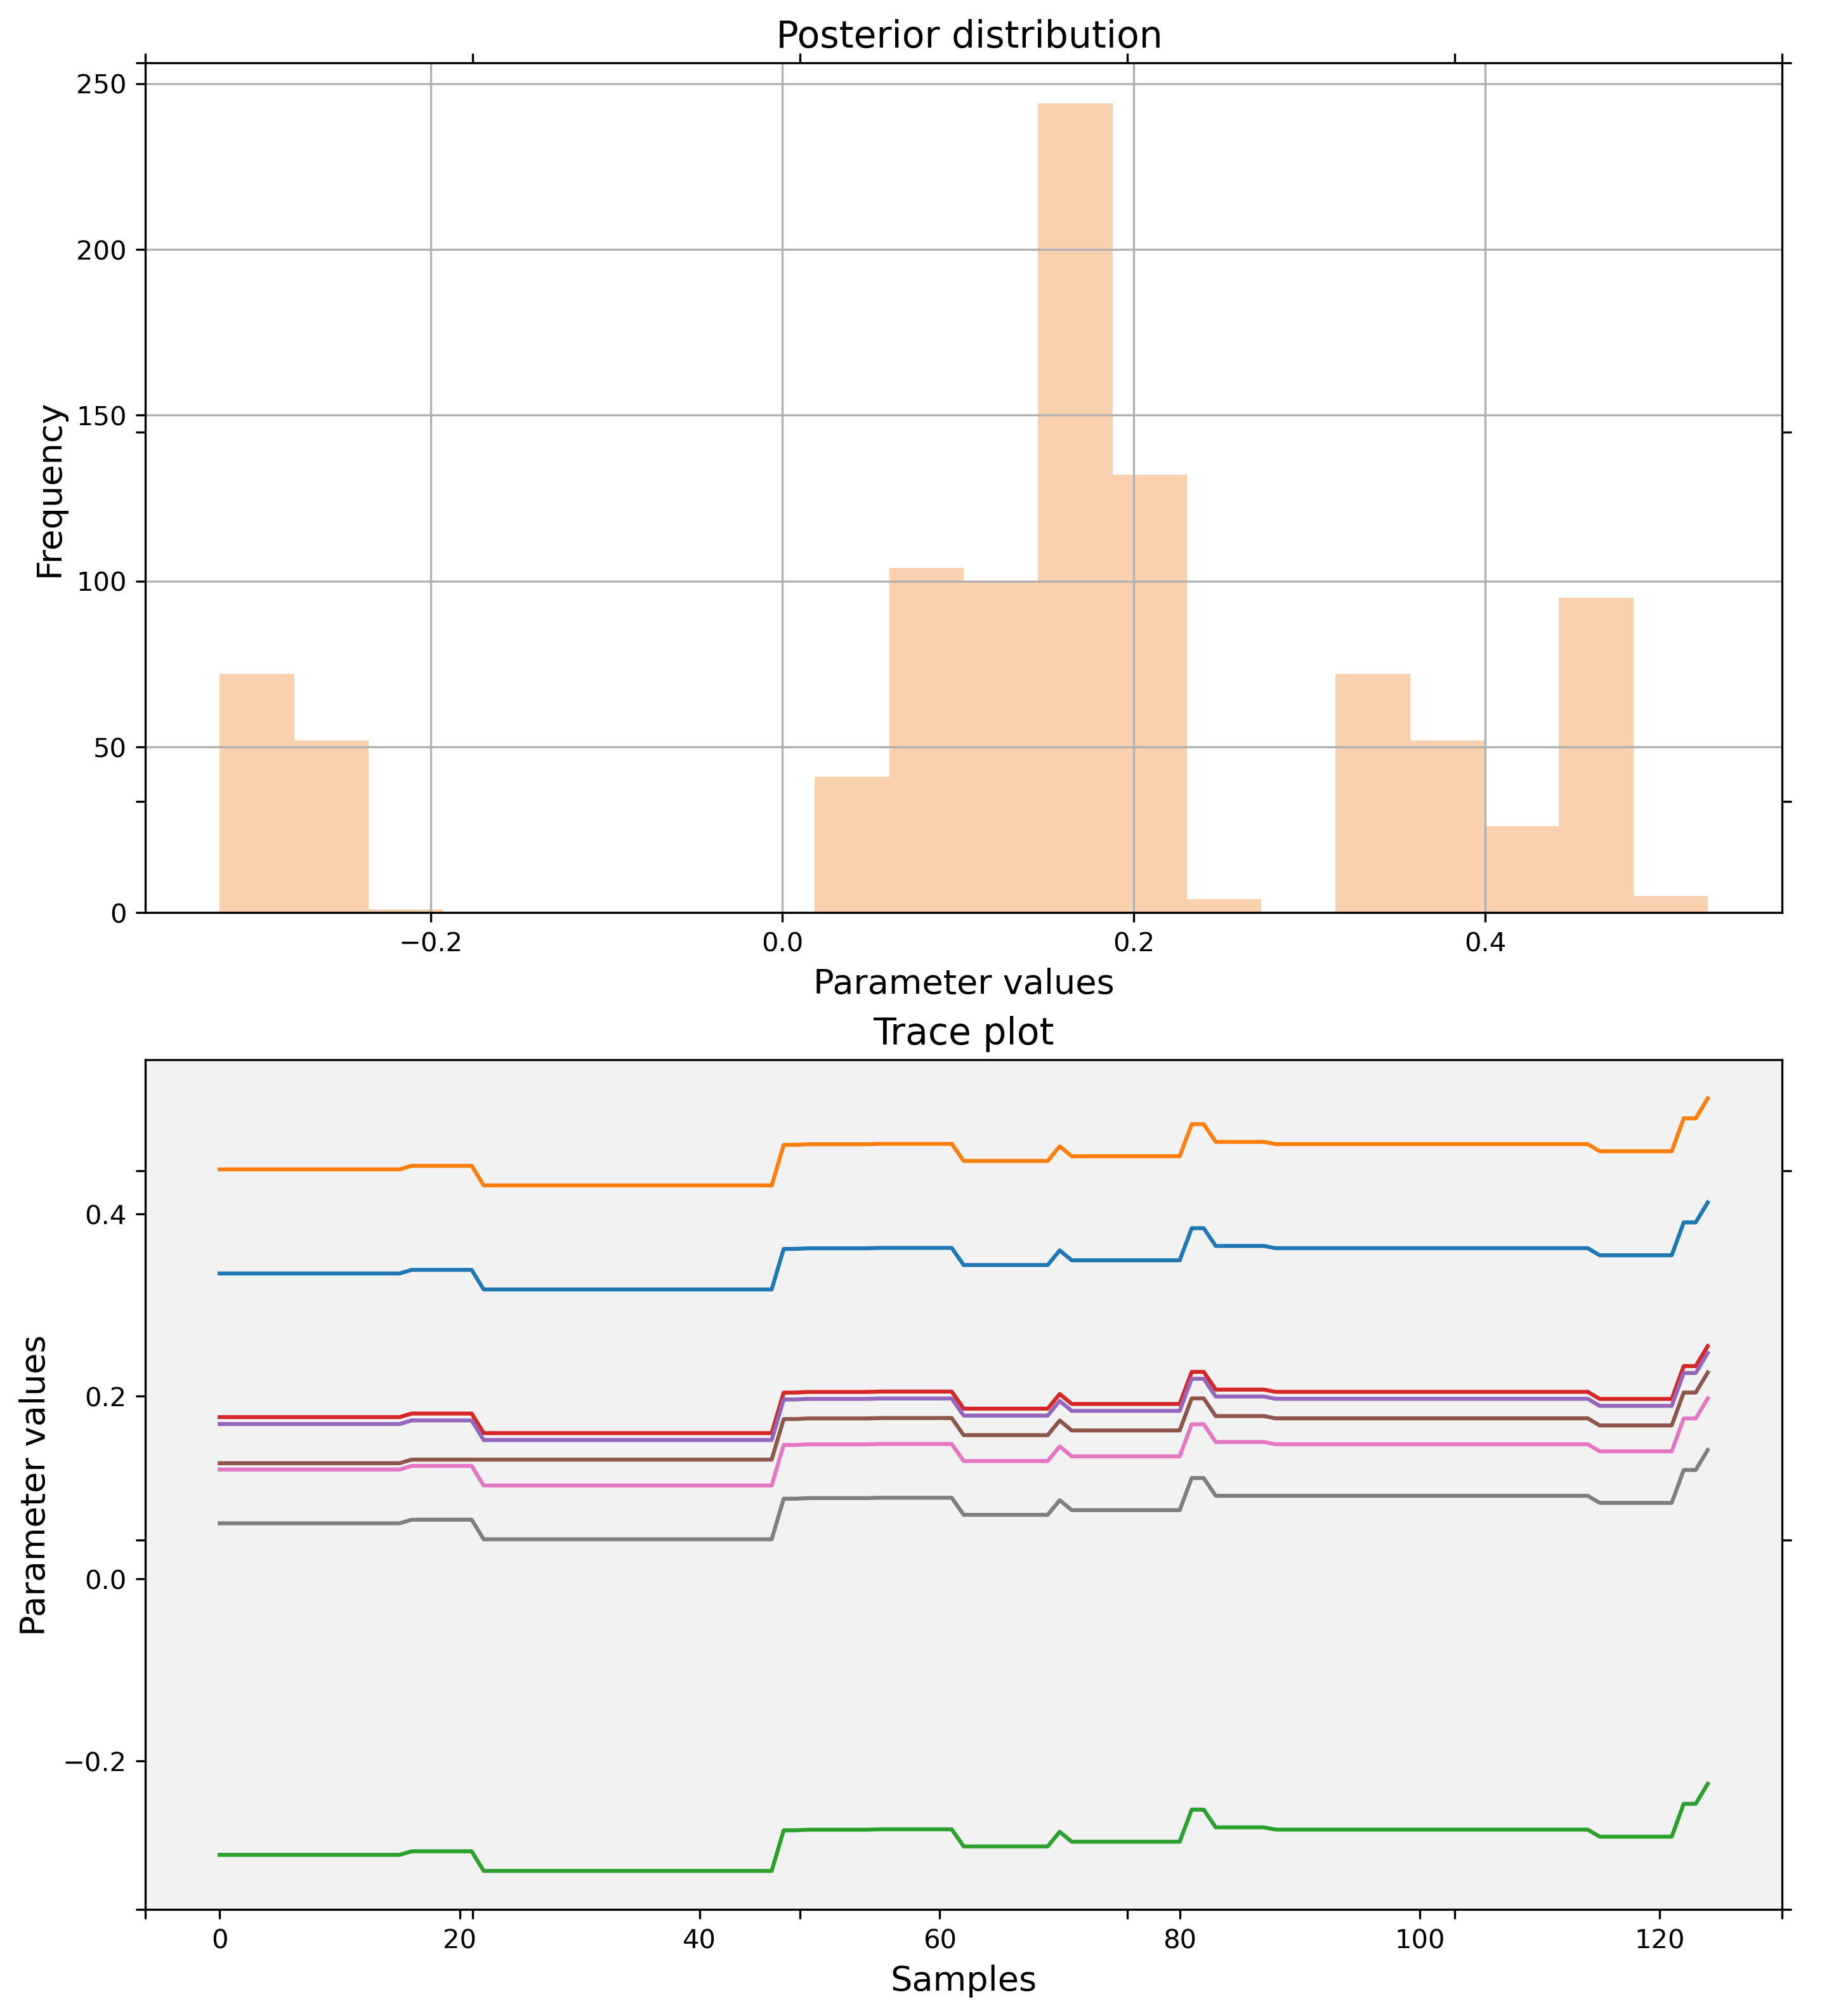 Posterior distribution
250
200
150
100
50
0
Frequency
−0.2 0.0 0.2 0.4
Parameter values
Trace plot
0.4
0.2
0.0
−0.2
Parameter values
0 20 40 60 80 100 120
Samples